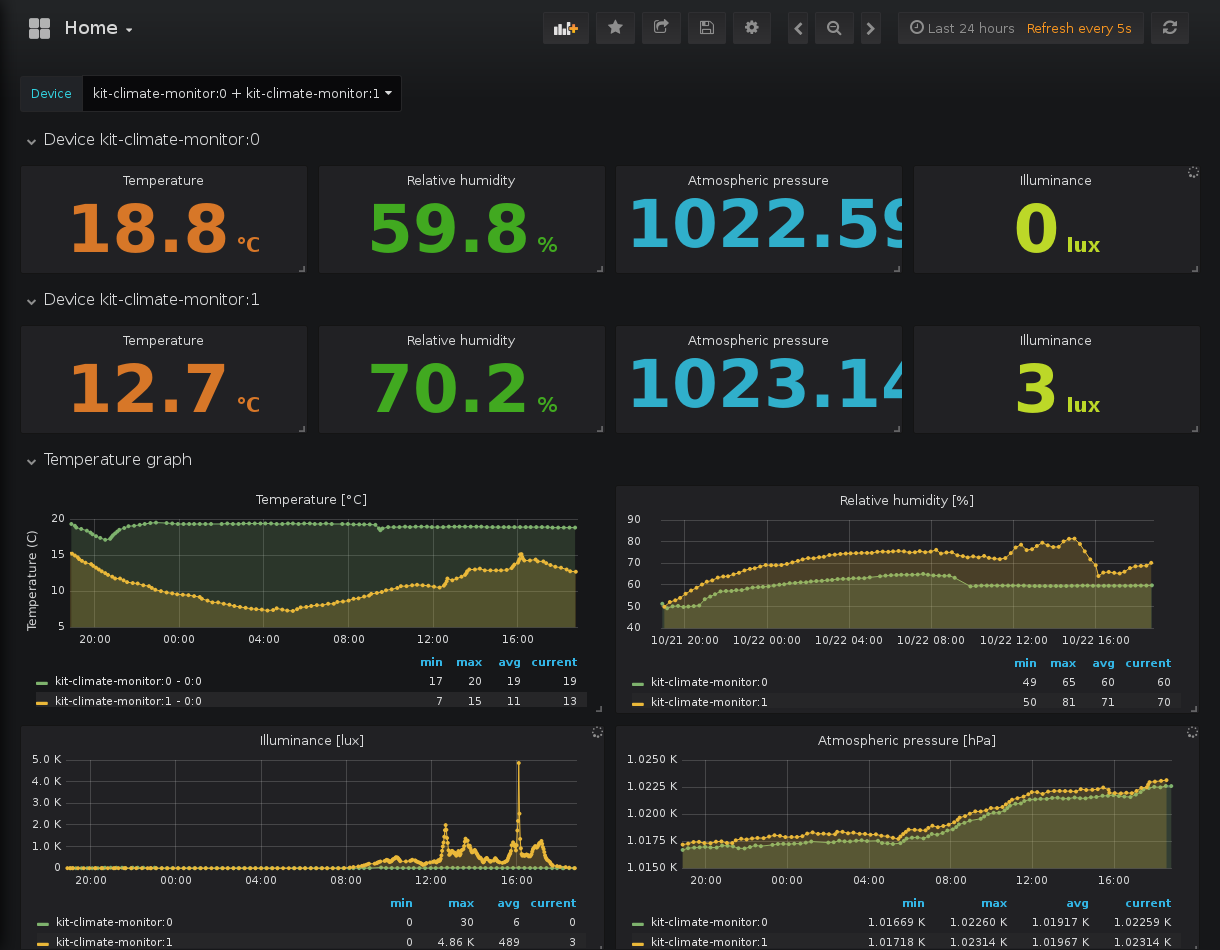 Home
Last 24 hours Refresh every 5s
Device kit-climate-monitor:0 + kit-climate-monitor:1
Device kit-climate-monitor:0
Temperature Relative humidity Atmospheric pressure Illuminance
18.8 °C 59.8 % 1022.59 0 lux
Device kit-climate-monitor:1
Temperature Relative humidity Atmospheric pressure Illuminance
12.7 °C 70.2 % 1023.14 3 lux
Temperature graph
Temperature [°C]
Temperature (C)
20
15
10
5
20:00 00:00 04:00 08:00 12:00 16:00
min max avg current
kit-climate-monitor:0 - 0:0 17 20 19 19
kit-climate-monitor:1 - 0:0 7 15 11 13
Relative humidity [%]
90
80
70
60
50
40
10/21 20:00 10/22 00:00 10/22 04:00 10/22 08:00 10/22 12:00 10/22 16:00
min max avg current
kit-climate-monitor:0 49 65 60 60
kit-climate-monitor:1 50 81 71 70
Illuminance [lux]
5.0 K
4.0 K
3.0 K
2.0 K
1.0 K
0
20:00 00:00 04:00 08:00 12:00 16:00
min max avg current
kit-climate-monitor:0 0 30 6 0
kit-climate-monitor:1 0 4.86 K 489 3
Atmospheric pressure [hPa]
1.0250 K
1.0225 K
1.0200 K
1.0175 K
1.0150 K
20:00 00:00 04:00 08:00 12:00 16:00
min max avg current
kit-climate-monitor:0 1.01669 K 1.02260 K 1.01917 K 1.02259 K
kit-climate-monitor:1 1.01718 K 1.02314 K 1.01967 K 1.02314 K